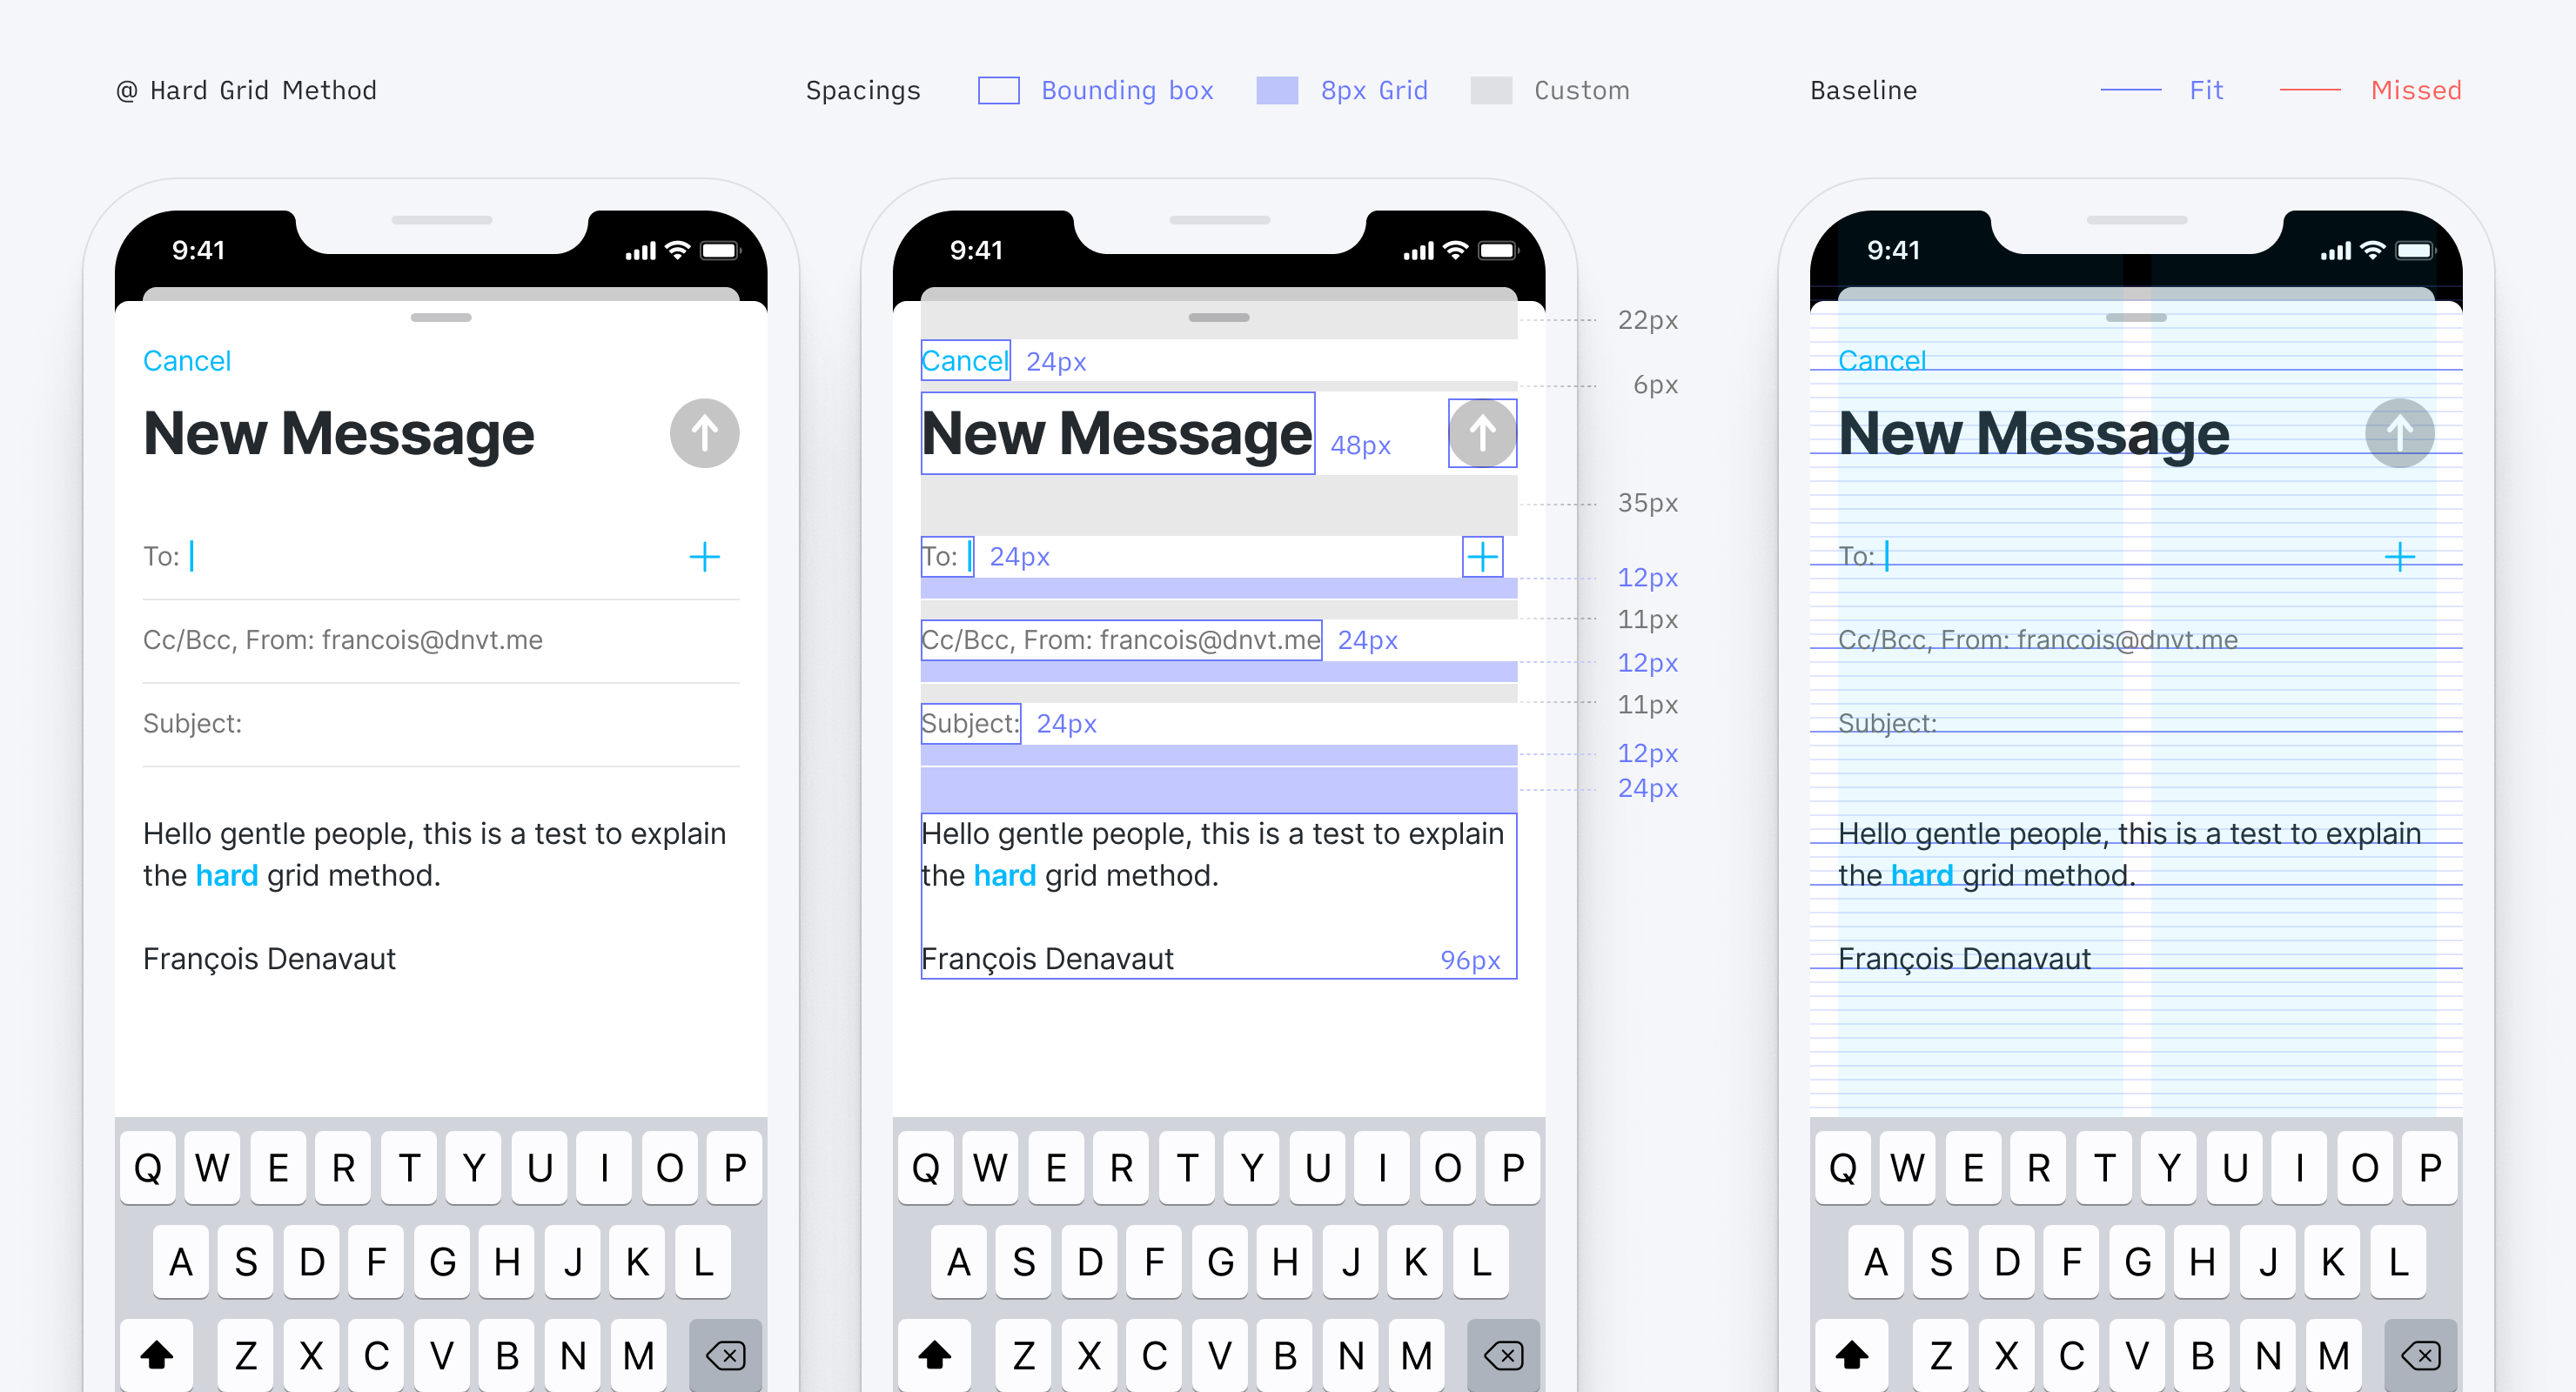 @ Hard Grid Method
Spacings Bounding box 8px Grid Custom
Baseline Fit Missed
9:41
Cancel
New Message
To:
Cc/Bcc, From: francois@dnvt.me
Subject:
Hello gentle people, this is a test to explain
the hard grid method.
François Denavaut
Q W E R T Y U I O P
A S D F G H J K L
Z X C V B N M
9:41
22px
Cancel 24px
6px
New Message 48px
35px
To: 24px
12px
11px
Cc/Bcc, From: francois@dnvt.me 24px
12px
11px
Subject: 24px
12px
24px
Hello gentle people, this is a test to explain
the hard grid method.
François Denavaut 96px
Q W E R T Y U I O P
A S D F G H J K L
Z X C V B N M
9:41
Cancel
New Message
To:
Cc/Bcc, From: francois@dnvt.me
Subject:
Hello gentle people, this is a test to explain
the hard grid method.
François Denavaut
Q W E R T Y U I O P
A S D F G H J K L
Z X C V B N M